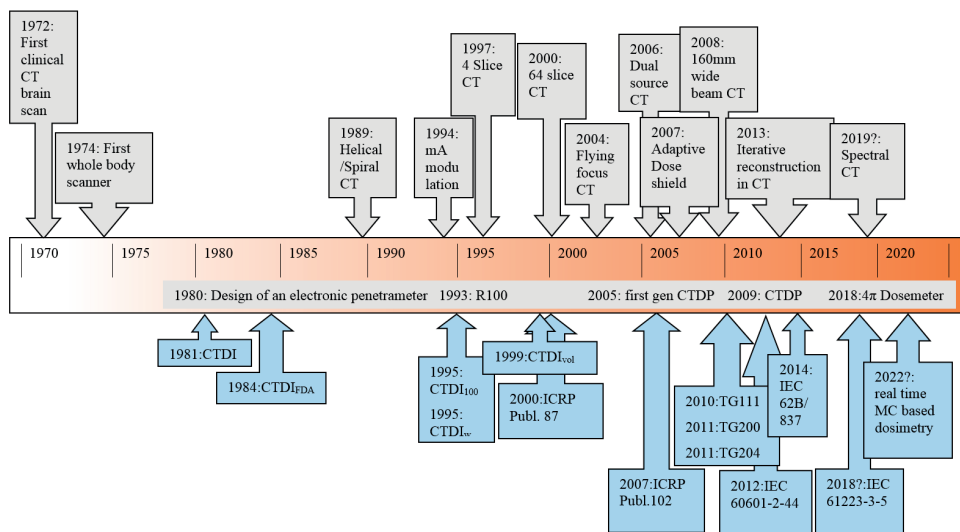 1972:
First
clinical
CT
brain
scan
1974: First
whole body
scanner
1989:
Helical
/Spiral
CT
1994:
mA
modu
lation
1997:
4 Slice
CT
2000:
64 slice
CT
2004:
Flying
focus
CT
2006:
Dual
source
CT
2007:
Adaptive
Dose
shield
2008:
160mm
wide
beam CT
2013:
Iterative
reconstruction
in CT
2019?:
Spectral
CT
1970
1975
1980
1985
1990
1995
2000
2005
2010
2015
2020
1980: Design of an electronic penetrameter
1993: R100
2005: first gen CTDP
2009: CTDP
2018:4π Dosemeter
1981:CTDI
1984:CTDIFDA
1995:
CTDI100
1995:
CTDIw
1999:CTDIvol
2000:ICRP
Publ. 87
2007:ICRP
Publ.102
2010:TG111
2011:TG200
2011:TG204
2012:IEC
60601-2-44
2014:
IEC
62B/
837
2018?:IEC
61223-3-5
2022?:
real time
MC based
dosimetry